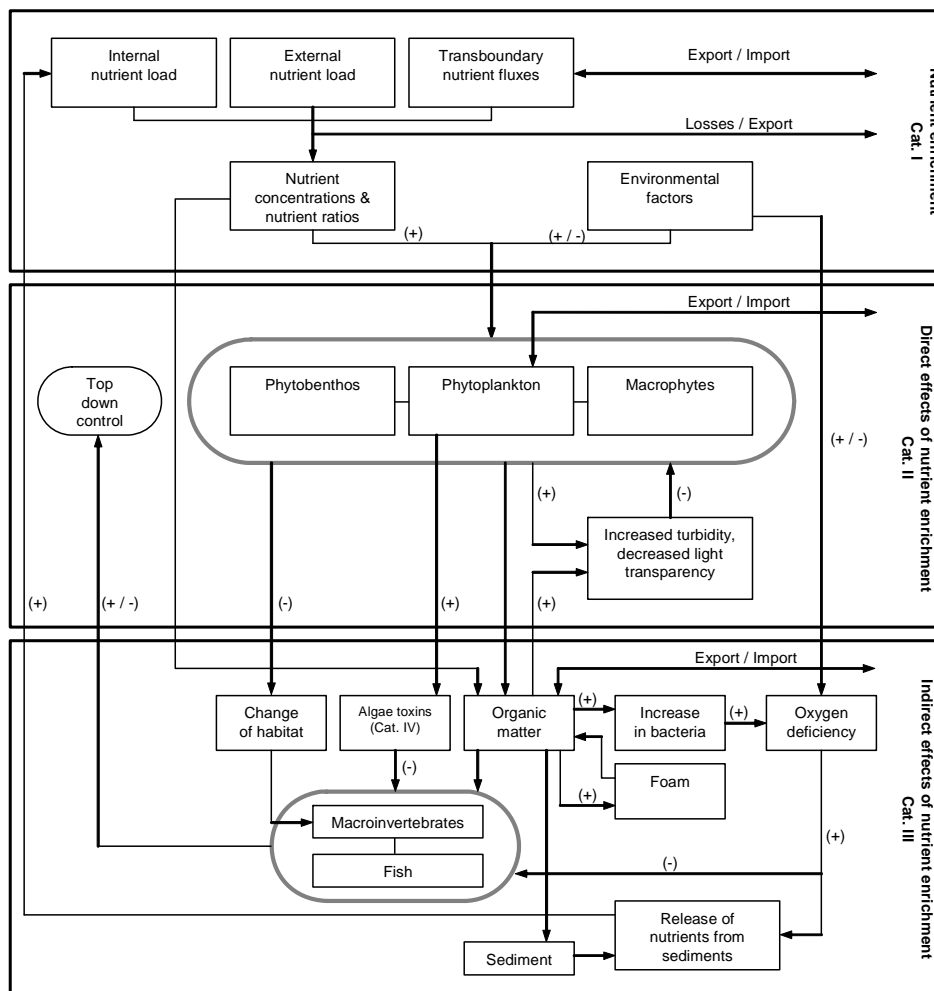 Internal
nutrient load
External
nutrient load
Transboundary
nutrient fluxes
Export / Import
Losses / Export
Nutrient
concentrations &
nutrient ratios
Environmental
factors
(+)
(+ / -)
Nutrient enrichment
Cat. I
Export / Import
Top
down
control
Phytobenthos
Phytoplankton
Macrophytes
(+ / -)
(+)
(-)
Increased turbidity,
decreased light
transparency
(+)
(+ / -)
(-)
(+)
(+)
Direct effects of nutrient enrichment
Cat. II
Export / Import
Change
of habitat
Algae toxins
(Cat. IV)
Organic
matter
(+)
Increase
in bacteria
(+)
Oxygen
deficiency
(-)
(+)
Foam
Macroinvertebrates
Fish
(+)
(-)
Release of
nutrients from
sediments
Sediment
Indirect effects of nutrient enrichment
Cat. III